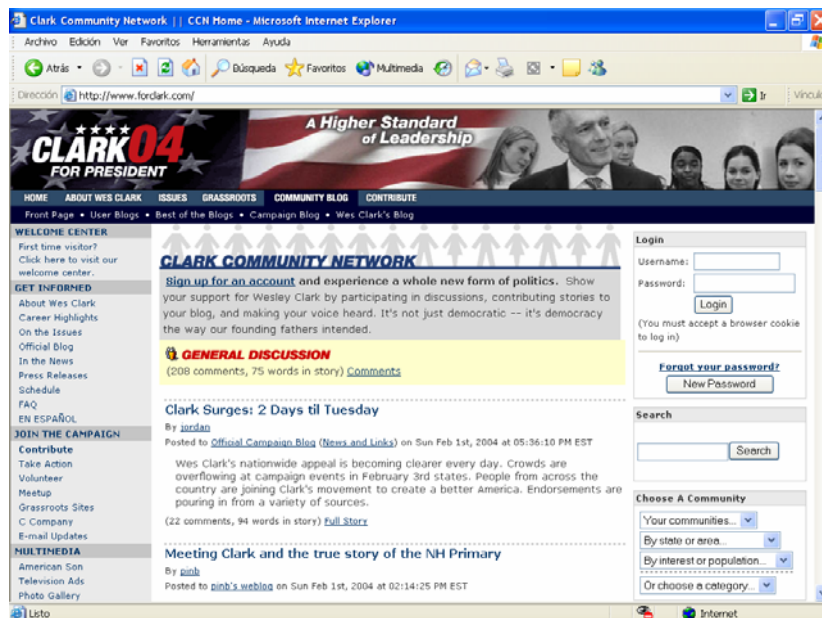 Clark Community Network || CCN Home - Microsoft Internet Explorer
Archivo Edición Ver Favoritos Herramientas Ayuda
Atrás Búsqueda Favoritos Multimedia
Dirección http://www.forclark.com/ Ir Vínculos
CLARK04
FOR PRESIDENT
A Higher Standard
of Leadership
HOME ABOUT WES CLARK ISSUES GRASSROOTS COMMUNITY BLOG CONTRIBUTE
Front Page • User Blogs • Best of the Blogs • Campaign Blog • Wes Clark's Blog
WELCOME CENTER
First time visitor?
Click here to visit our
welcome center.
GET INFORMED
About Wes Clark
Career Highlights
On the Issues
Official Blog
In the News
Press Releases
Schedule
FAQ
EN ESPAÑOL
JOIN THE CAMPAIGN
Contribute
Take Action
Volunteer
Meetup
Grassroots Sites
C Company
E-mail Updates
MULTIMEDIA
American Son
Television Ads
Photo Gallery
CLARK COMMUNITY NETWORK
Sign up for an account and experience a whole new form of politics. Show
your support for Wesley Clark by participating in discussions, contributing stories to
your blog, and making your voice heard. It's not just democratic -- it's democracy
the way our founding fathers intended.
GENERAL DISCUSSION
(208 comments, 75 words in story) Comments
Clark Surges: 2 Days til Tuesday
By jordan
Posted to Official Campaign Blog (News and Links) on Sun Feb 1st, 2004 at 05:36:10 PM EST
Wes Clark's nationwide appeal is becoming clearer every day. Crowds are
overflowing at campaign events in February 3rd states. People from across the
country are joining Clark's movement to create a better America. Endorsements are
pouring in from a variety of sources.
(22 comments, 94 words in story) Full Story
Meeting Clark and the true story of the NH Primary
By pinb
Posted to pinb's weblog on Sun Feb 1st, 2004 at 02:14:25 PM EST
Login
Username:
Password:
Login
(You must accept a browser cookie
to log in)
Forgot your password?
New Password
Search
Search
Choose A Community
Your communities...
By state or area...
By interest or population...
Or choose a category...
Listo Internet